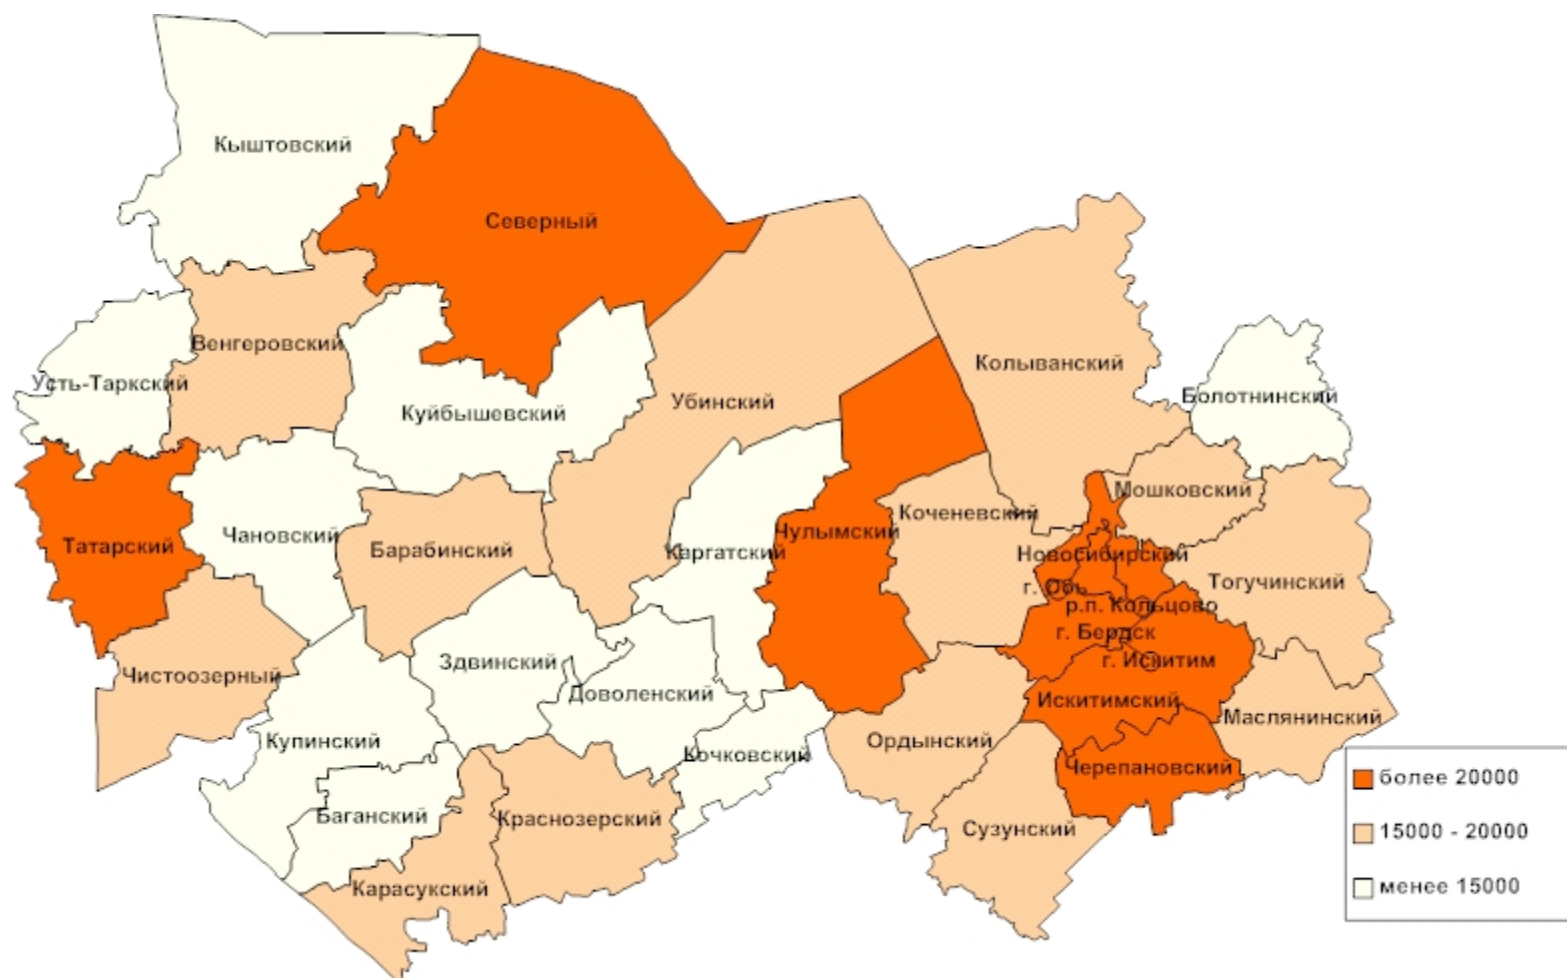 Кыштовский
Северный
Венгеровский
Усть-Таркский
Куйбышевский
Убинский
Колыванский
Болотнинский
Татарский
Чановский
Барабинский
Каргатский
Чулымский
Коченевский
Мошковский
Новосибирский
Тогучинский
г. Обь
р.п. Кольцово
г. Бердск
г. Искитим
Чистоозерный
Здвинский
Доволенский
Искитимский
Маслянинский
Купинский
Кочковский
Ордынский
Черепановский
Баганский
Краснозерский
Сузунский
Карасукский
более 20000
15000 - 20000
менее 15000